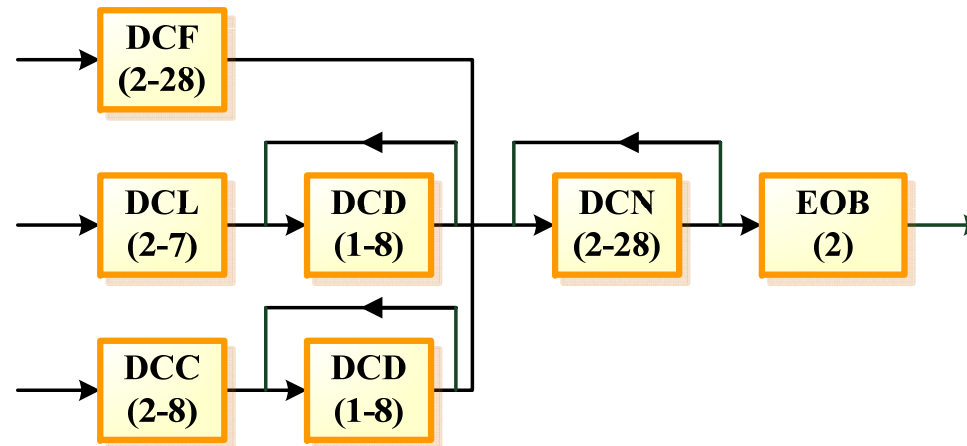 DCF
(2-28)
DCL
(2-7)
DCD
(1-8)
DCN
(2-28)
EOB
(2)
DCC
(2-8)
DCD
(1-8)